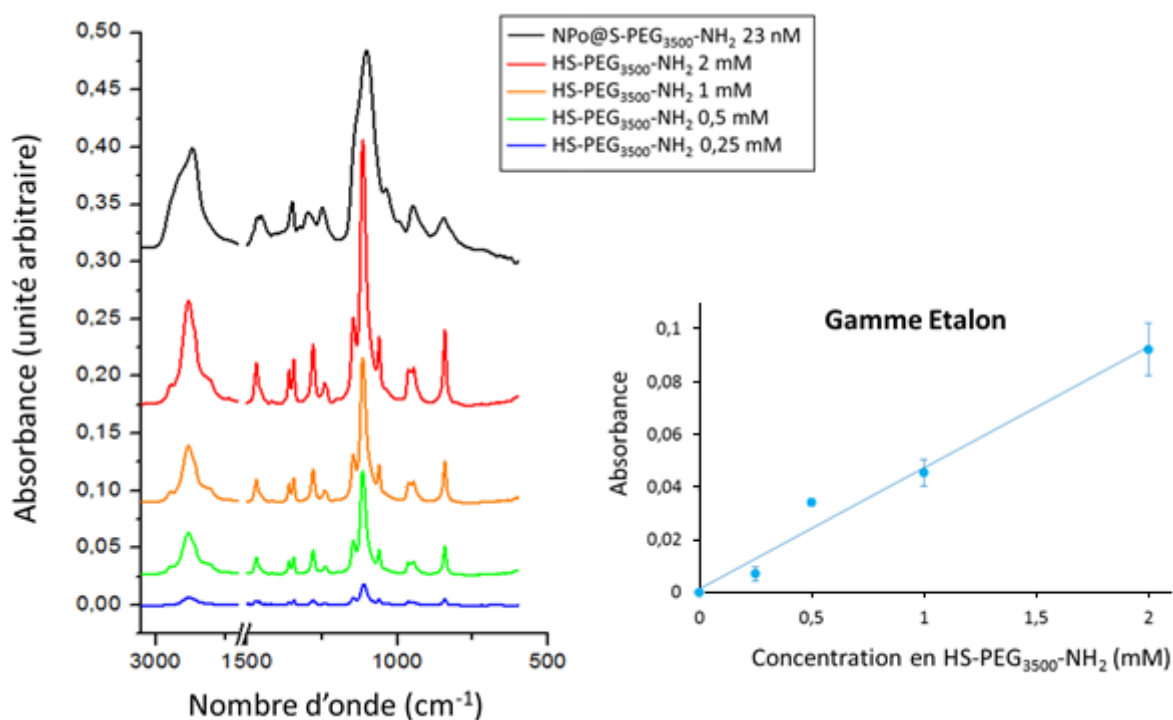 0,50
0,45
0,40
0,35
0,30
0,25
0,20
0,15
0,10
0,05
0,00
Absorbance (unité arbitraire)
3000 1500 1000 500
Nombre d’onde (cm⁻¹)
NPo@S-PEG₃₅₀₀-NH₂ 23 nM
HS-PEG₃₅₀₀-NH₂ 2 mM
HS-PEG₃₅₀₀-NH₂ 1 mM
HS-PEG₃₅₀₀-NH₂ 0,5 mM
HS-PEG₃₅₀₀-NH₂ 0,25 mM
Gamme Etalon
0,1
0,08
0,06
0,04
0,02
0
Absorbance
0 0,5 1 1,5 2
Concentration en HS-PEG₃₅₀₀-NH₂ (mM)